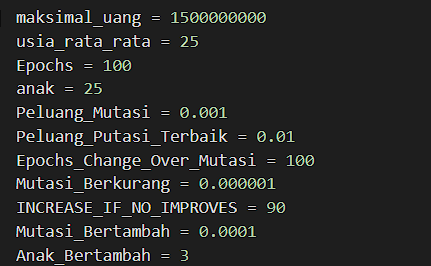 maksimal_uang = 1500000000
usia_rata_rata = 25
Epochs = 100
anak = 25
Peluang_Mutasi = 0.001
Peluang_Putasi_Terbaik = 0.01
Epochs_Change_Over_Mutasi = 100
Mutasi_Berkurang = 0.000001
INCREASE_IF_NO_IMPROVES = 90
Mutasi_Bertambah = 0.0001
Anak_Bertambah = 3